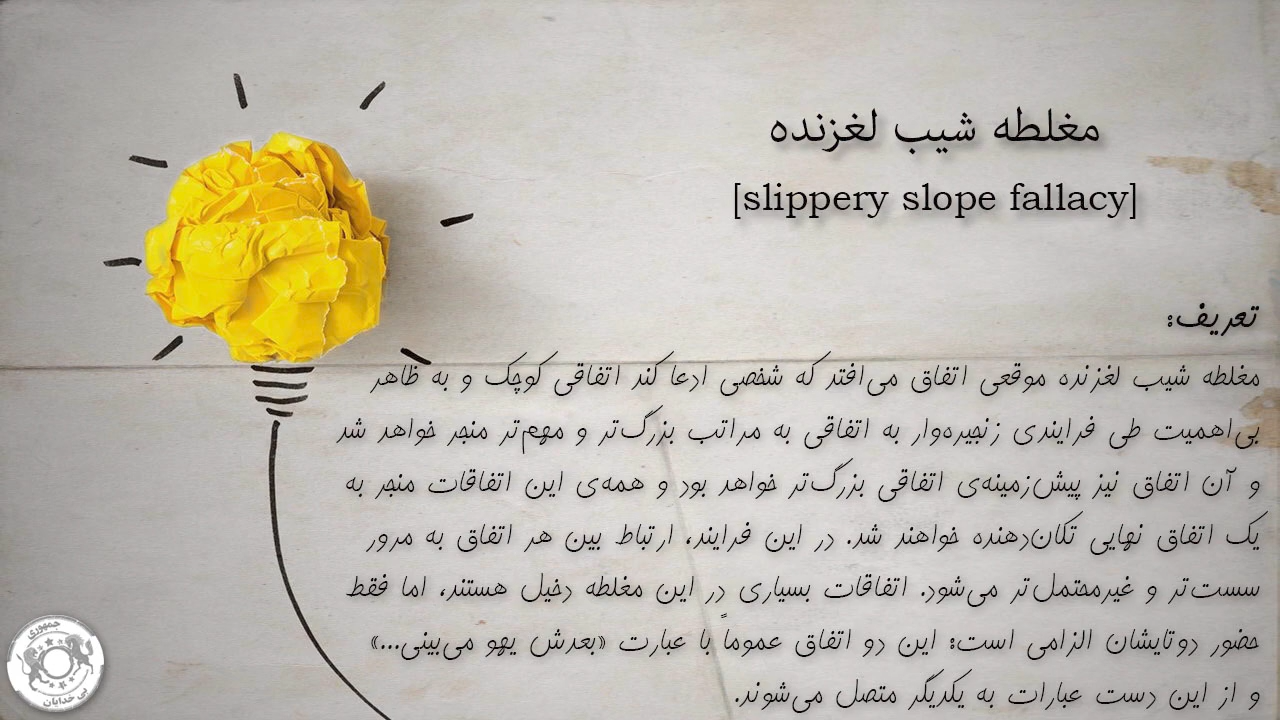 مغلطه شیب لغزنده
[slippery slope fallacy]
تعریف:
مغلطه شیب لغزنده موقعی اتفاق می‌افتد که شخصی ادعا کند اتفاقی کوچک و به ظاهر
بی‌اهمیت طی فرایندی زنجیره‌وار به اتفاقی به مراتب بزرگ‌تر و مهم‌تر منجر خواهد شد
و آن اتفاق نیز پیش‌زمینه‌ی اتفاقی بزرگ‌تر خواهد بود و همه‌ی این اتفاقات منجر به
یک اتفاق نهایی تکان‌دهنده خواهند شد. در این فرایند، ارتباط بین هر اتفاق به مرور
سست‌تر و غیرمحتمل‌تر می‌شود. اتفاقات بسیاری در این مغلطه دخیل هستند، اما فقط
حضور دوتایشان الزامی است: این دو اتفاق عموماً با عبارت «بعدش یهو می‌بینی...»
و از این دست عبارات به یکدیگر متصل می‌شوند.
جمهوری
بی خدایان